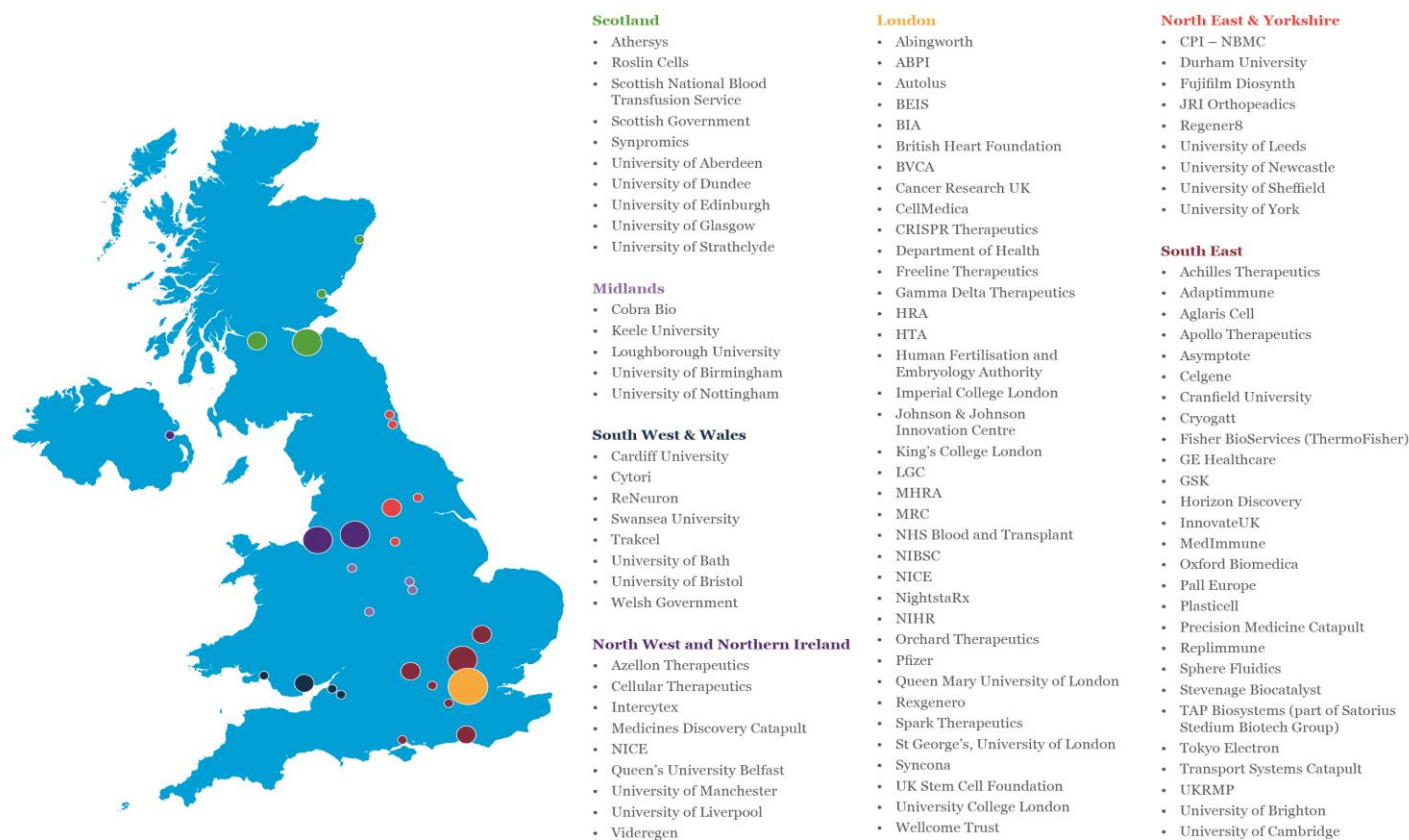 Scotland
• Athersys
• Roslin Cells
• Scottish National Blood
Transfusion Service
• Scottish Government
• Synpromics
• University of Aberdeen
• University of Dundee
• University of Edinburgh
• University of Glasgow
• University of Strathclyde
Midlands
• Cobra Bio
• Keele University
• Loughborough University
• University of Birmingham
• University of Nottingham
South West & Wales
• Cardiff University
• Cytori
• ReNeuron
• Swansea University
• Trakcel
• University of Bath
• University of Bristol
• Welsh Government
North West and Northern Ireland
• Azellon Therapeutics
• Cellular Therapeutics
• Intercytex
• Medicines Discovery Catapult
• NICE
• Queen's University Belfast
• University of Manchester
• University of Liverpool
• Videregen
London
• Abingworth
• ABPI
• Autolus
• BEIS
• BIA
• British Heart Foundation
• BVCA
• Cancer Research UK
• CellMedica
• CRISPR Therapeutics
• Department of Health
• Freeline Therapeutics
• Gamma Delta Therapeutics
• HRA
• HTA
• Human Fertilisation and
Embryology Authority
• Imperial College London
• Johnson & Johnson
Innovation Centre
• King's College London
• LGC
• MHRA
• MRC
• NHS Blood and Transplant
• NIBSC
• NICE
• NightstaRx
• NIHR
• Orchard Therapeutics
• Pfizer
• Queen Mary University of London
• Rexgenero
• Spark Therapeutics
• St George's, University of London
• Syncona
• UK Stem Cell Foundation
• University College London
• Wellcome Trust
North East & Yorkshire
• CPI – NBMC
• Durham University
• Fujifilm Diosynth
• JRI Orthopeadics
• Regener8
• University of Leeds
• University of Newcastle
• University of Sheffield
• University of York
South East
• Achilles Therapeutics
• Adaptimmune
• Aglaris Cell
• Apollo Therapeutics
• Asymptote
• Celgene
• Cranfield University
• Cryogatt
• Fisher BioServices (ThermoFisher)
• GE Healthcare
• GSK
• Horizon Discovery
• InnovateUK
• MedImmune
• Oxford Biomedica
• Pall Europe
• Plasticell
• Precision Medicine Catapult
• Replimmune
• Sphere Fluidics
• Stevenage Biocatalyst
• TAP Biosystems (part of Satorius
Stedium Biotech Group)
• Tokyo Electron
• Transport Systems Catapult
• UKRMP
• University of Brighton
• University of Cambridge